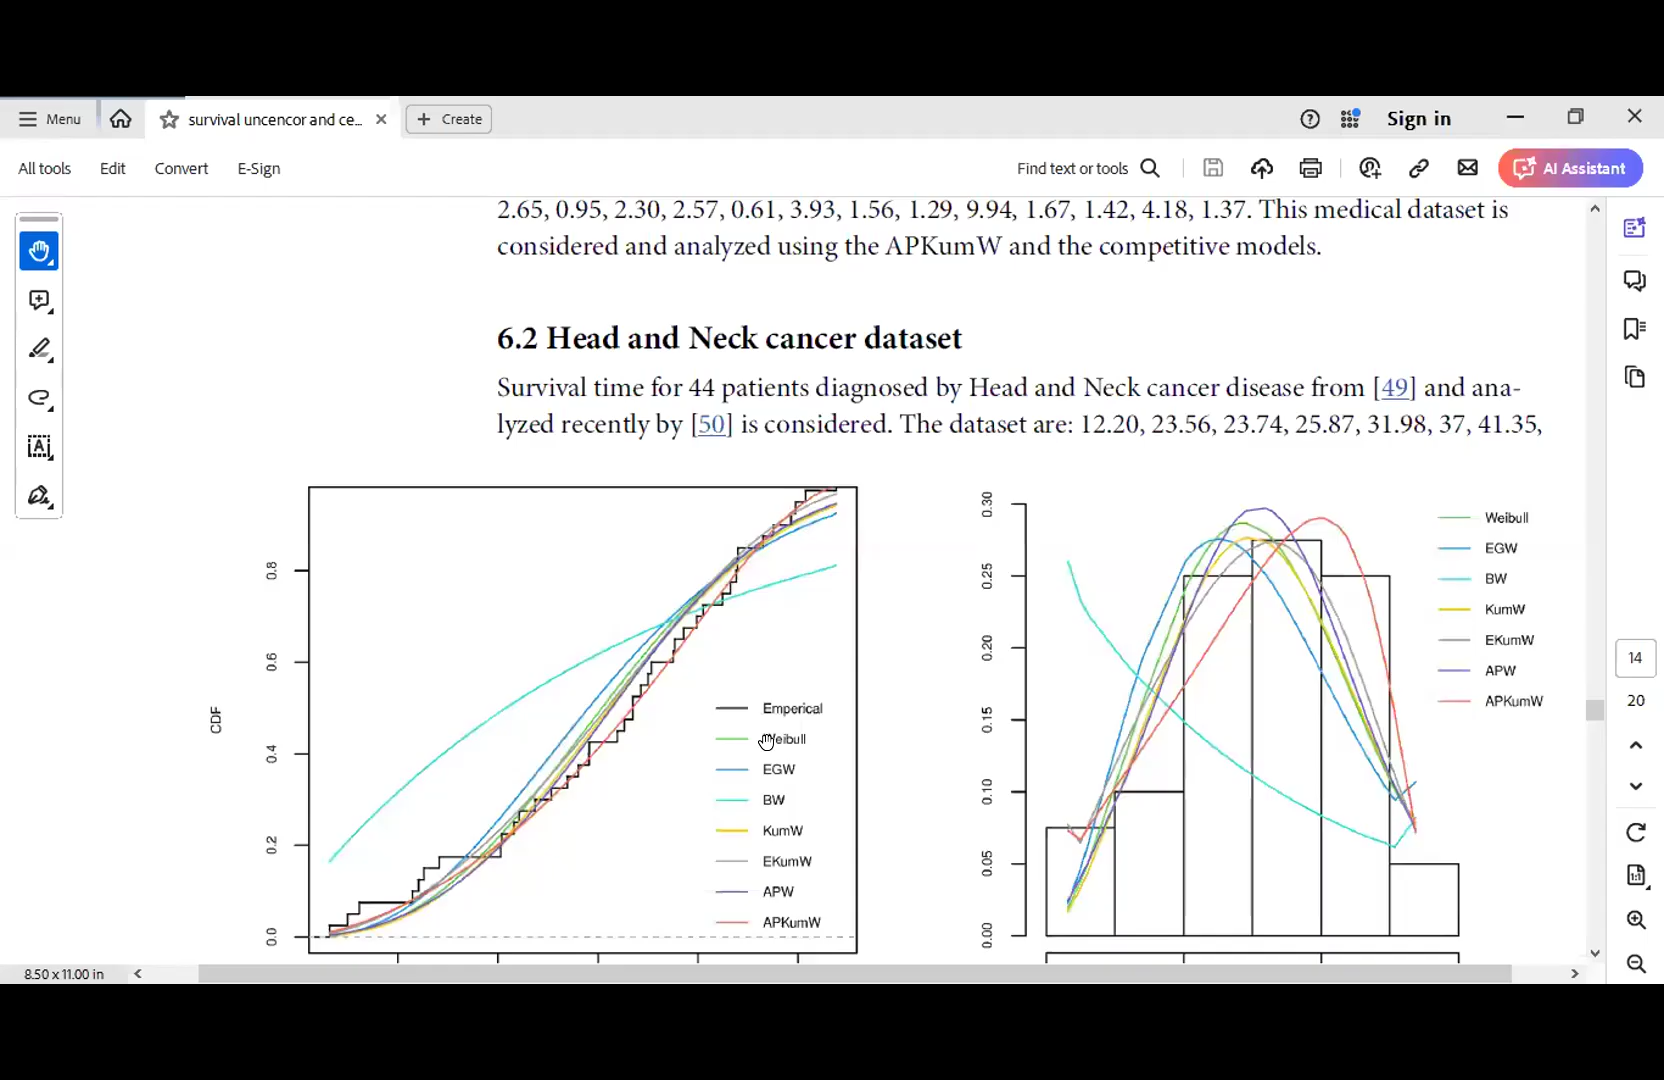 Menu
survival uncencor and ce...
Create
Sign in
All tools
Edit
Convert
E-Sign
Find text or tools
AI Assistant
2.65, 0.95, 2.30, 2.57, 0.61, 3.93, 1.56, 1.29, 9.94, 1.67, 1.42, 4.18, 1.37. This medical dataset is
considered and analyzed using the APKumW and the competitive models.
6.2 Head and Neck cancer dataset
Survival time for 44 patients diagnosed by Head and Neck cancer disease from [49] and ana-
lyzed recently by [50] is considered. The dataset are: 12.20, 23.56, 23.74, 25.87, 31.98, 37, 41.35,
CDF
0.8
0.6
0.4
0.2
0.0
Emperical
Weibull
EGW
BW
KumW
EKumW
APW
APKumW
0.30
0.25
0.20
0.15
0.10
0.05
0.00
Weibull
EGW
BW
KumW
EKumW
APW
APKumW
14
20
1:1
8.50 x 11.00 in